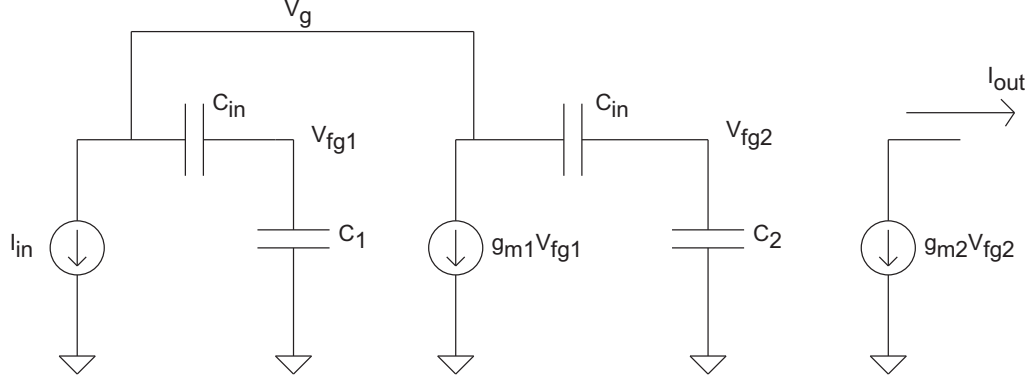 V_g
I_out
C_in
C_in
V_fg1
V_fg2
I_in
C_1
g_m1V_fg1
C_2
g_m2V_fg2